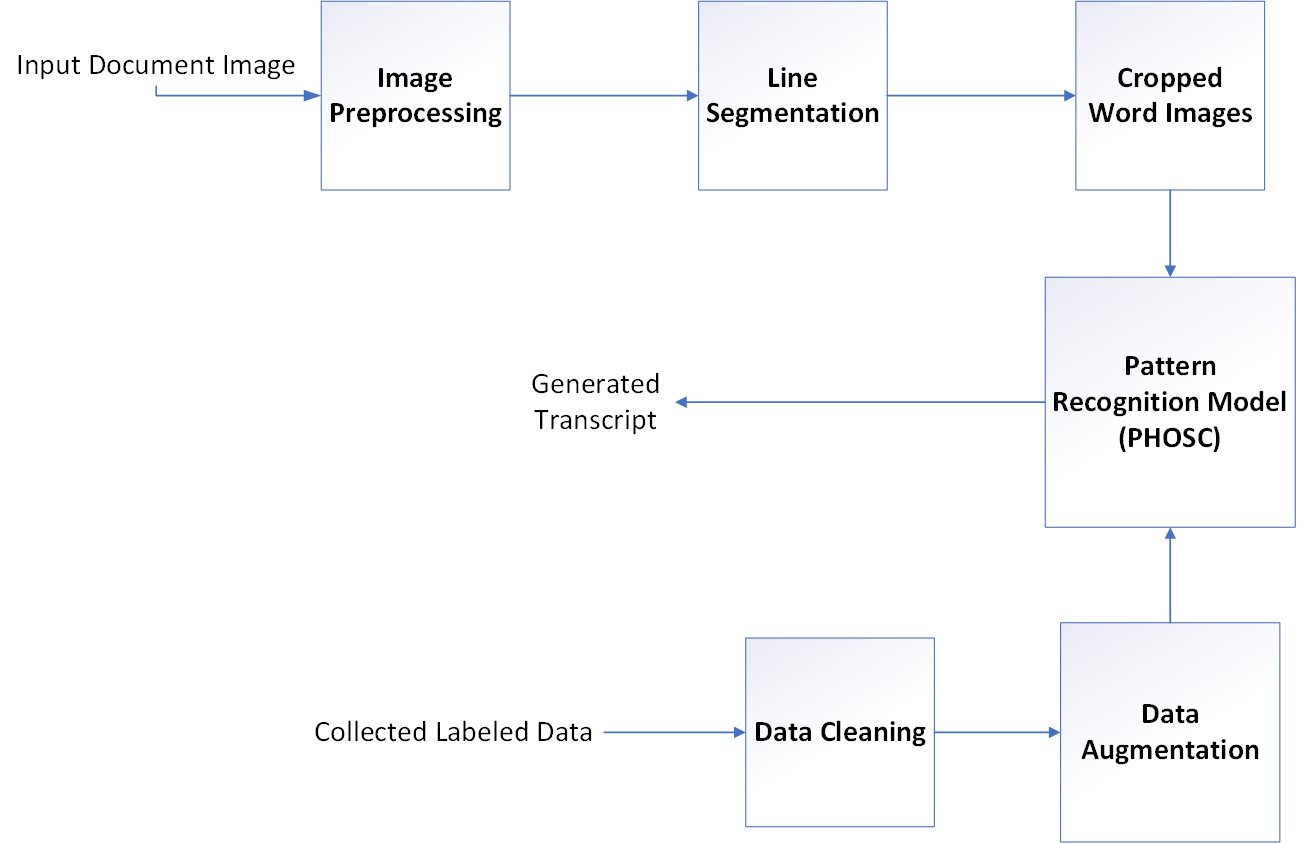 Input Document Image
Image
Preprocessing
Line
Segmentation
Cropped
Word Images
Pattern
Recognition Model
(PHOSC)
Generated
Transcript
Collected Labeled Data
Data Cleaning
Data
Augmentation